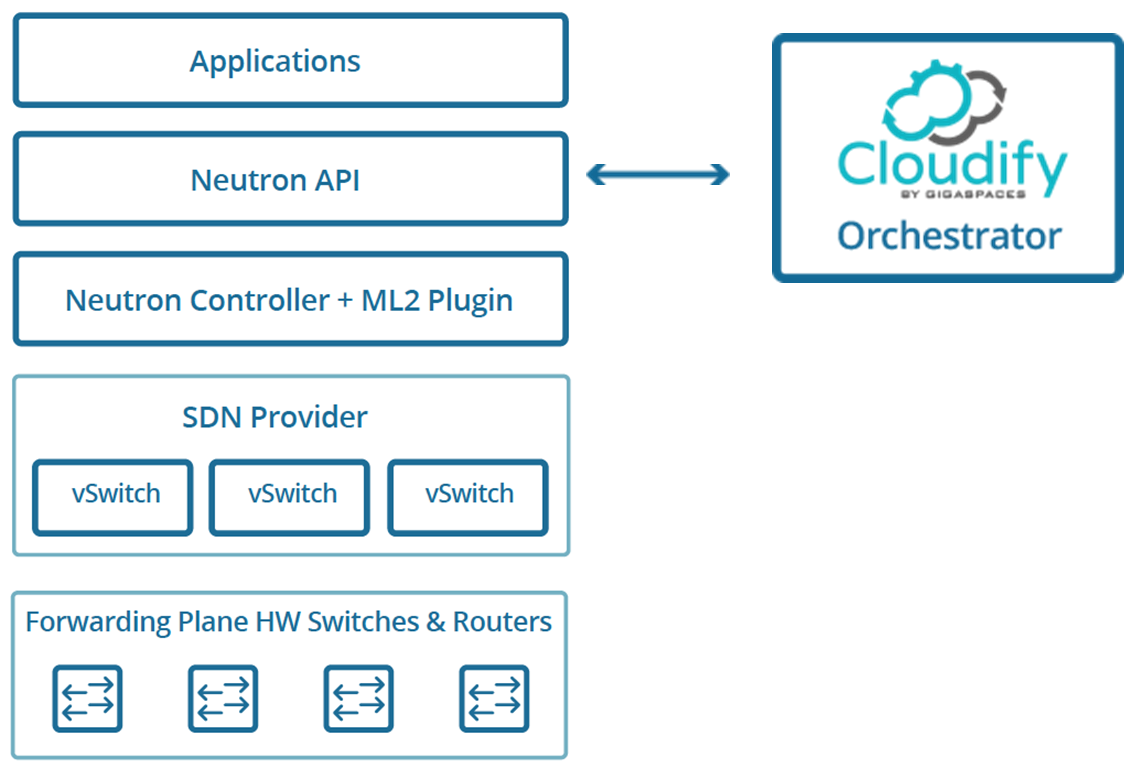 Applications
Neutron API
Neutron Controller + ML2 Plugin
SDN Provider
vSwitch
vSwitch
vSwitch
Forwarding Plane HW Switches & Routers
Cloudify
BY GIGASPACES
Orchestrator